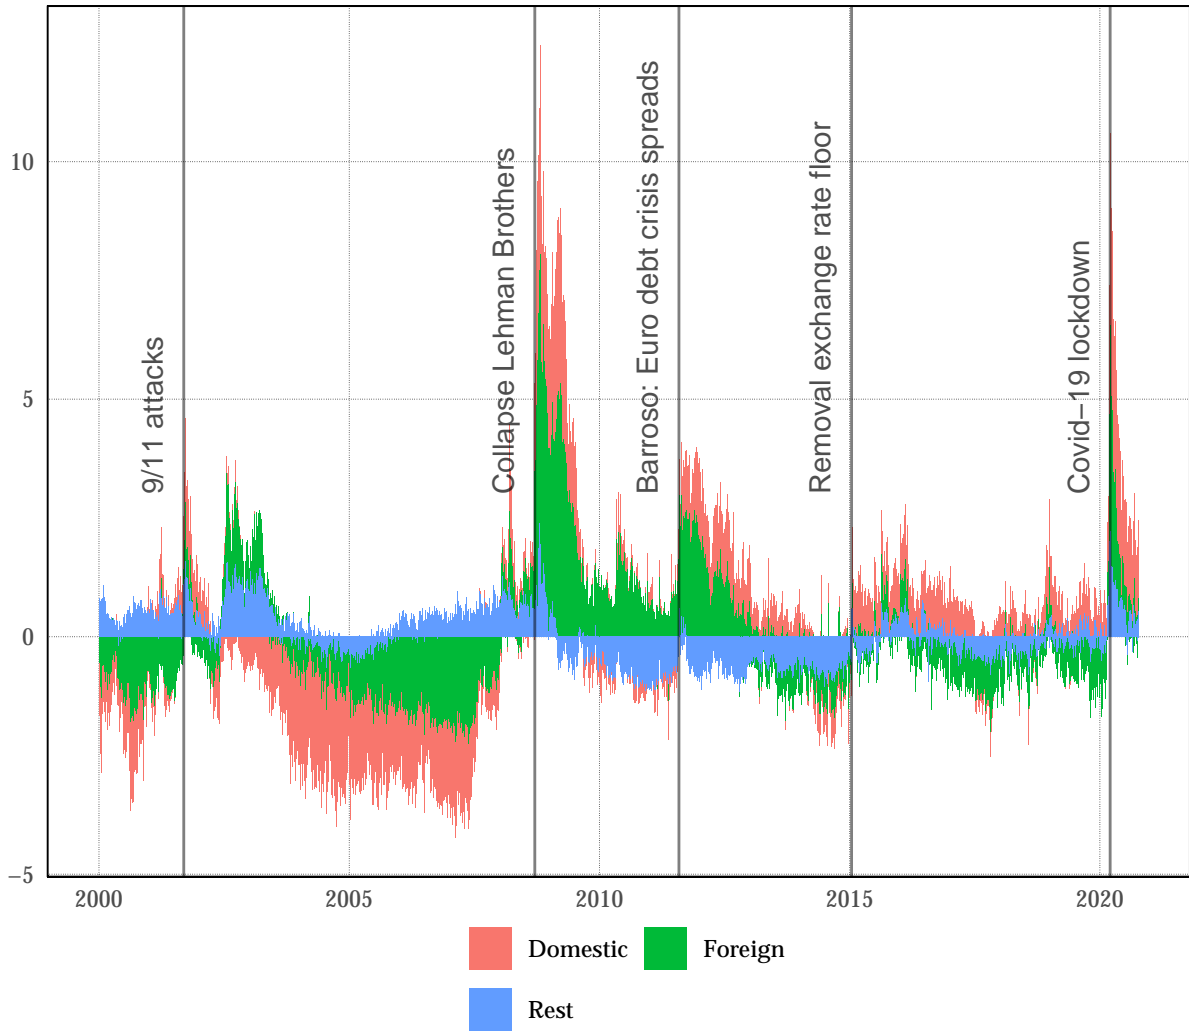 10
5
0
−5
9/11 attacks
Collapse Lehman Brothers
Barroso: Euro debt crisis spreads
Removal exchange rate floor
Covid−19 lockdown
2000 2005 2010 2015 2020
Domestic Foreign
Rest